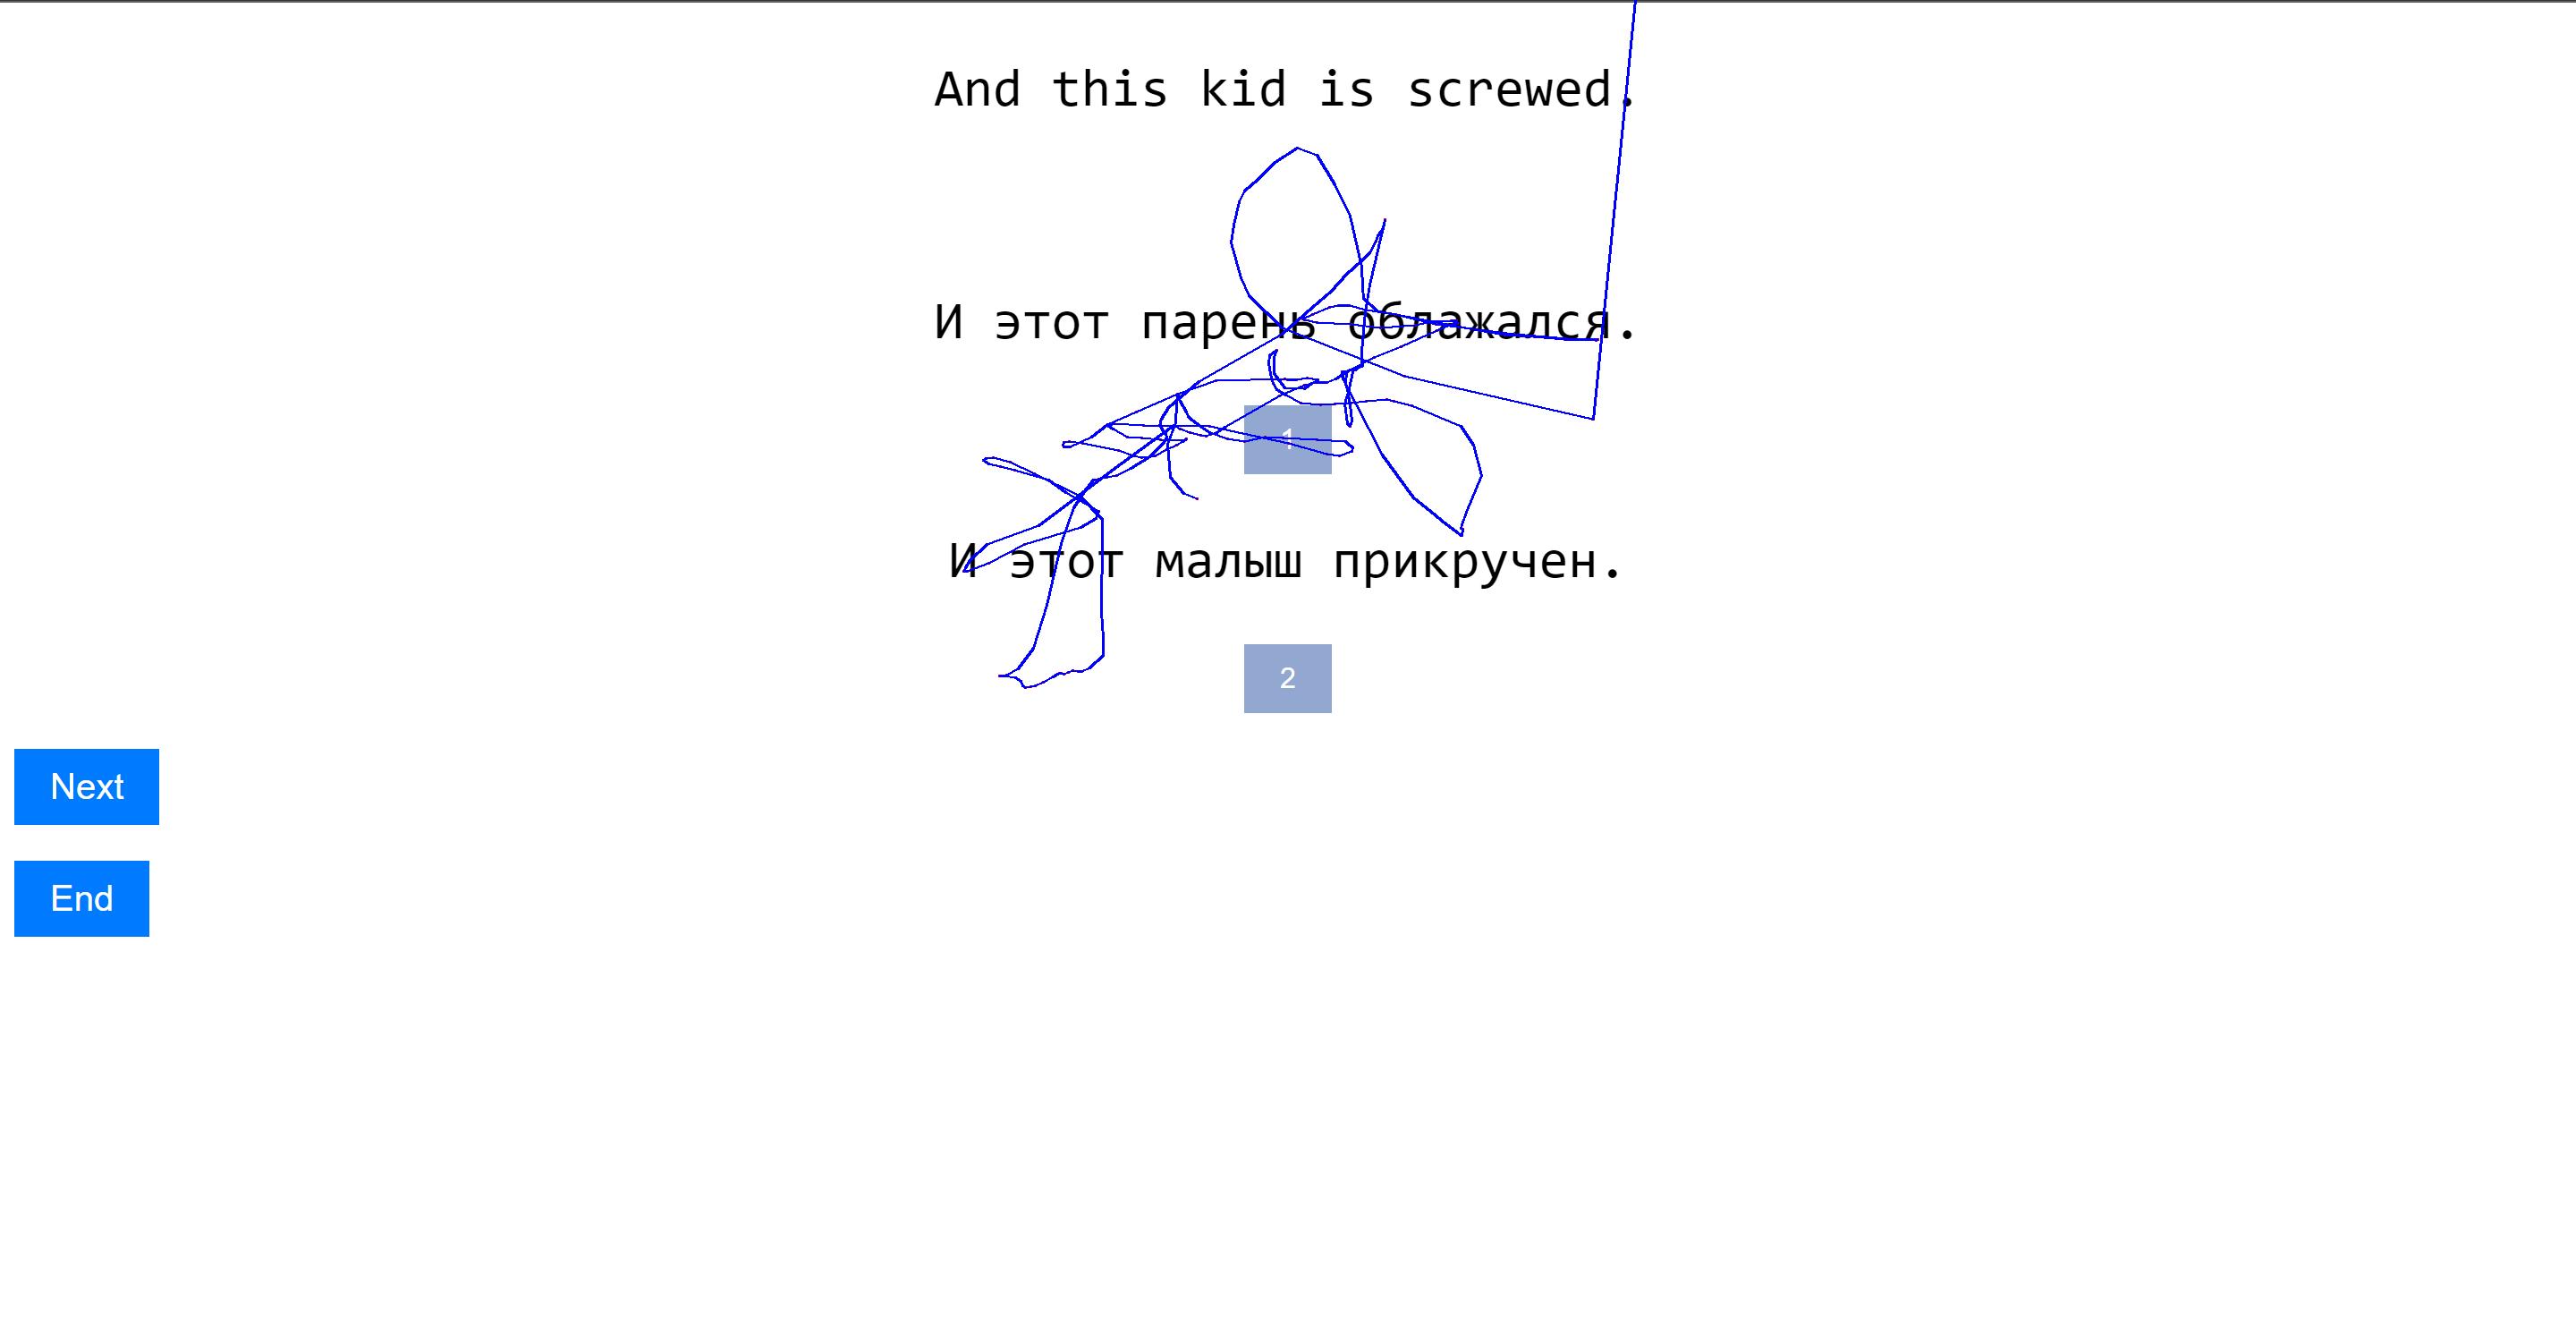 And this kid is screwed.
И этот парень облажался.
1
И этот малыш прикручен.
2
Next
End